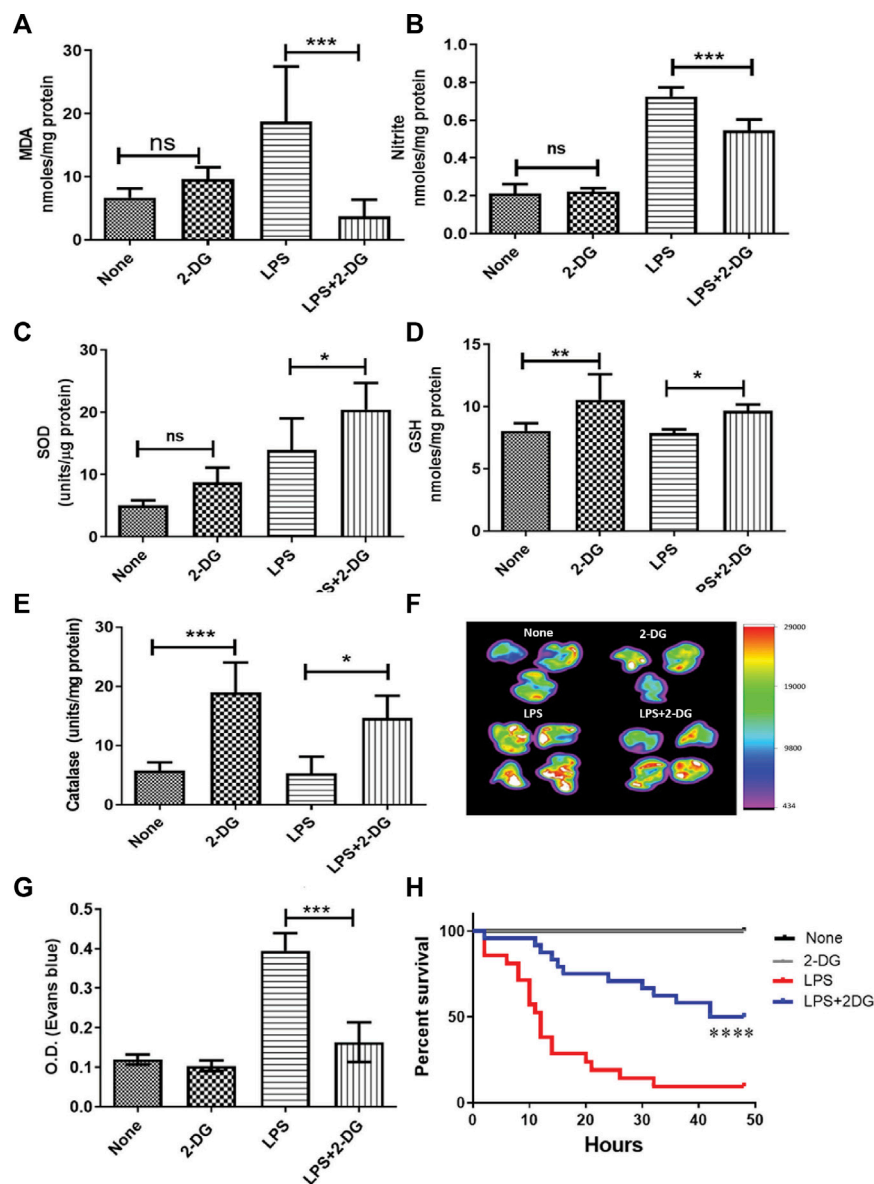 A
MDA
nmoles/mg protein
30
20
10
0
ns
***
None
2-DG
LPS
LPS+2-DG
B
Nitrite
nmoles/mg protein
1.0
0.8
0.6
0.4
0.2
0.0
ns
***
None
2-DG
LPS
LPS+2-DG
C
SOD
(units/µg protein)
30
20
10
0
ns
*
None
2-DG
LPS
PS+2-DG
D
GSH
nmoles/mg protein
15
10
5
0
**
*
None
2-DG
LPS
PS+2-DG
E
Catalase (units/mg protein)
30
20
10
0
***
*
None
2-DG
LPS
LPS+2-DG
F
None
2-DG
LPS
LPS+2-DG
29000
19000
9800
434
G
O.D. (Evans blue)
0.5
0.4
0.3
0.2
0.1
0.0
***
None
2-DG
LPS
LPS+2-DG
H
Percent survival
100
50
0
0 10 20 30 40 50
Hours
****
None
2-DG
LPS
LPS+2DG